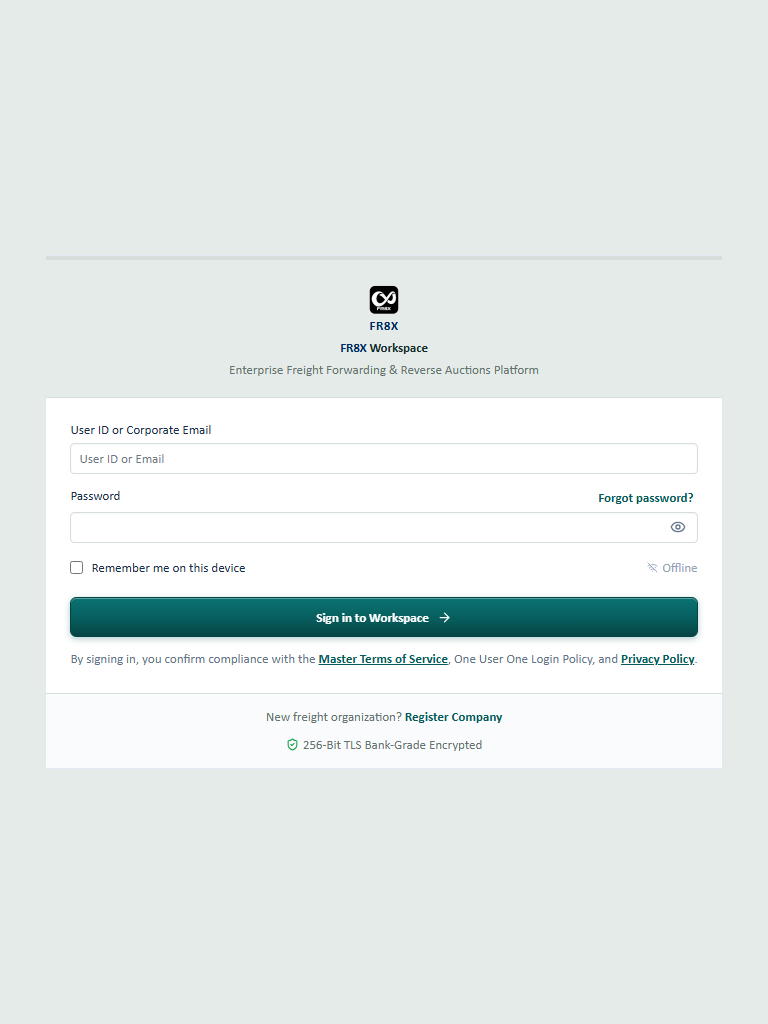 FR8X
FR8X
FR8X Workspace
Enterprise Freight Forwarding & Reverse Auctions Platform
User ID or Corporate Email
User ID or Email
Password
Forgot password?
Remember me on this device
Offline
Sign in to Workspace
By signing in, you confirm compliance with the Master Terms of Service, One User One Login Policy, and Privacy Policy.
New freight organization? Register Company
256-Bit TLS Bank-Grade Encrypted